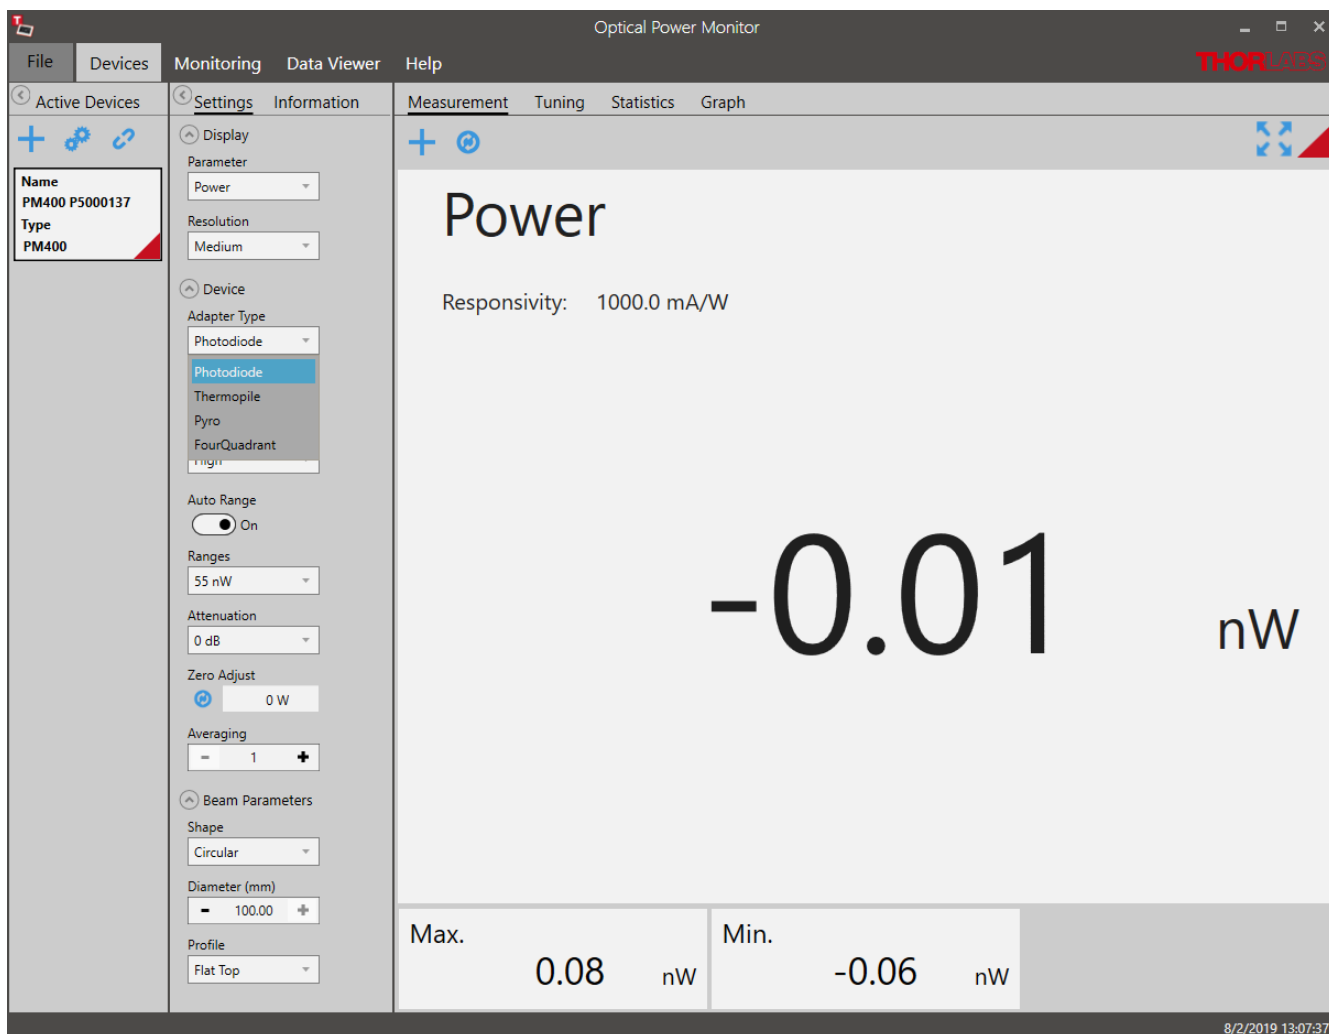 Optical Power Monitor
File Devices Monitoring Data Viewer Help
THORLABS
Active Devices
Name
PM400 P5000137
Type
PM400
Settings Information
Display
Parameter
Power
Resolution
Medium
Device
Adapter Type
Photodiode
Photodiode
Thermopile
Pyro
FourQuadrant
High
Auto Range
On
Ranges
55 nW
Attenuation
0 dB
Zero Adjust
0 W
Averaging
- 1 +
Beam Parameters
Shape
Circular
Diameter (mm)
- 100.00 +
Profile
Flat Top
Measurement Tuning Statistics Graph
Power
Responsivity: 1000.0 mA/W
-0.01 nW
Max.
0.08 nW
Min.
-0.06 nW
8/2/2019 13:07:37